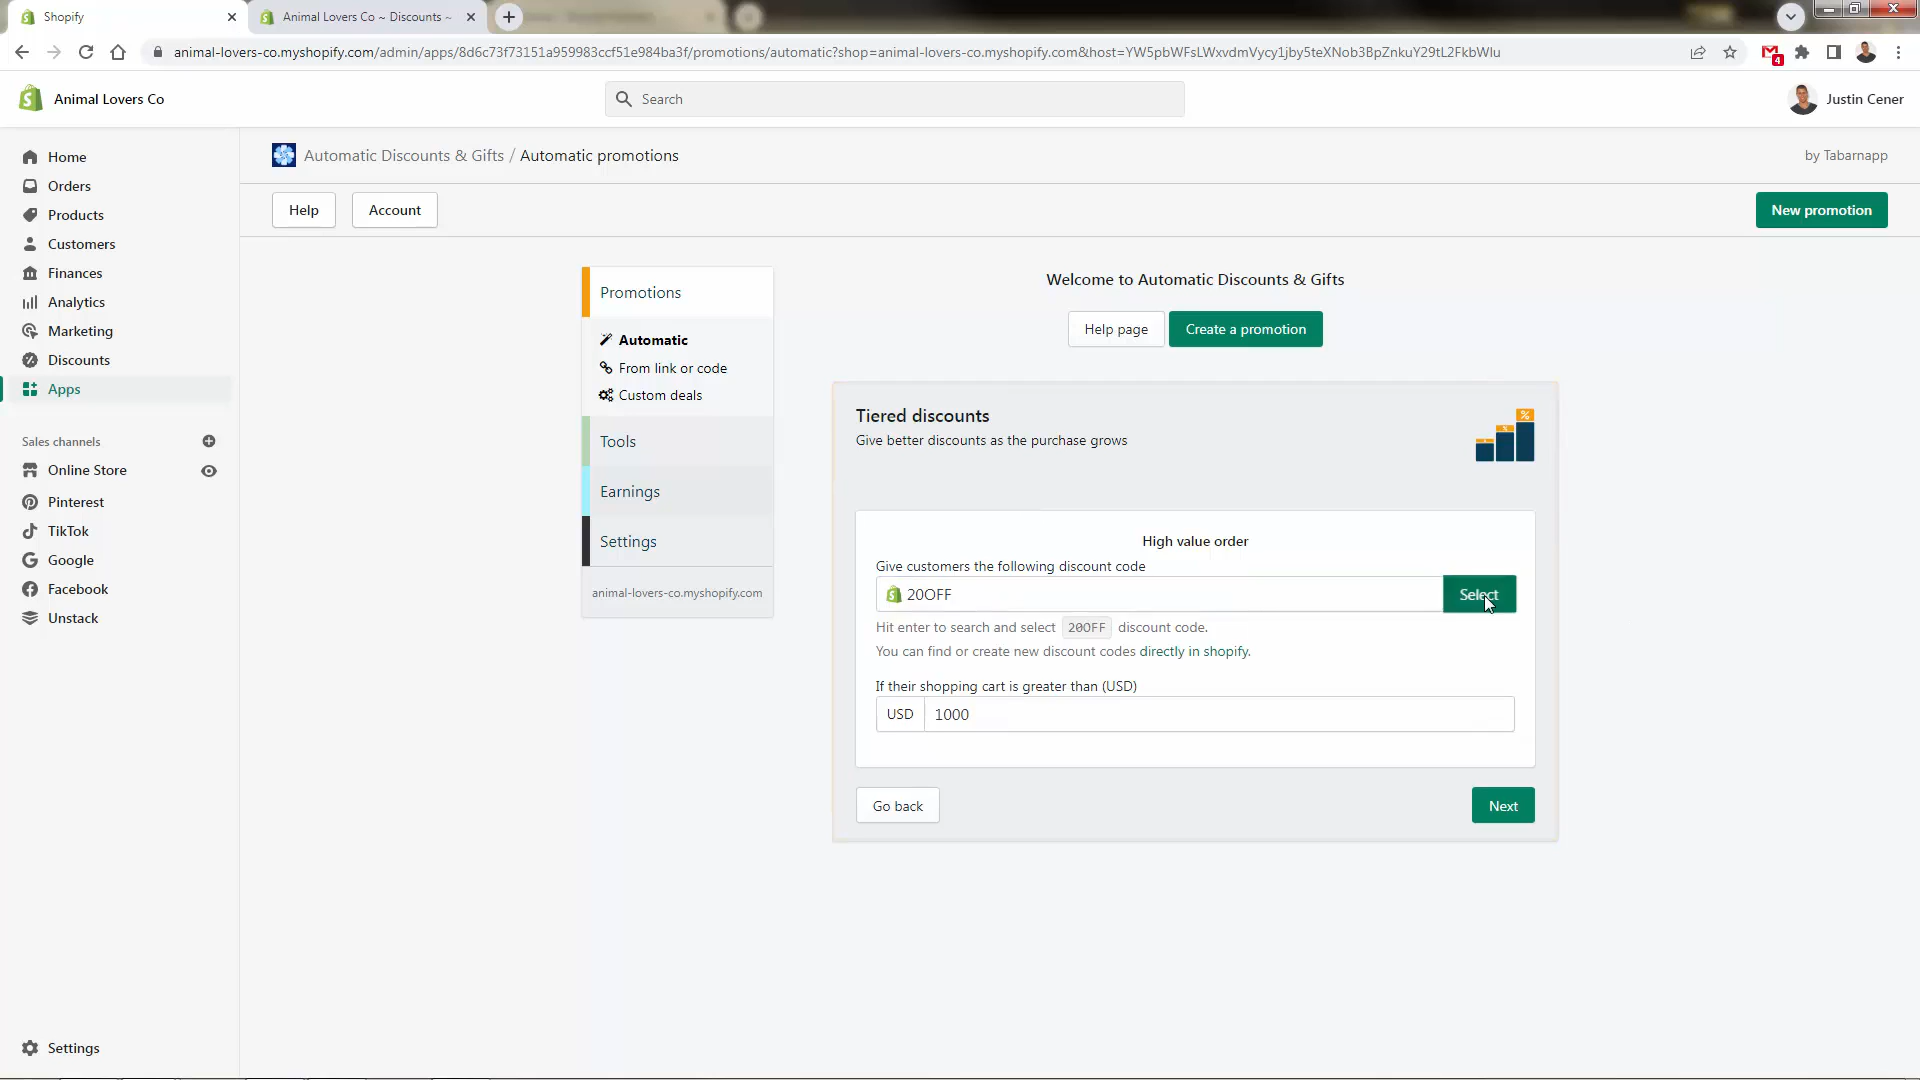 Shopify
Animal Lovers Co ~ Discounts ~
animal-lovers-co.myshopify.com/admin/apps/8d6c73f73151a959983ccf51e984ba3f/promotions/automatic?shop=animal-lovers-co.myshopify.com&host=YW5pbWFsLWxvdmVycy1jby5teXNob3BpZnkuY29tL2FkbWlu
4
Animal Lovers Co
Search
Justin Cener
Home
Orders
Products
Customers
Finances
Analytics
Marketing
Discounts
Apps
Sales channels
Online Store
Pinterest
TikTok
Google
Facebook
Unstack
Settings
Automatic Discounts & Gifts / Automatic promotions
by Tabarnapp
Help
Account
New promotion
Promotions
Automatic
From link or code
Custom deals
Tools
Earnings
Settings
animal-lovers-co.myshopify.com
Welcome to Automatic Discounts & Gifts
Help page
Create a promotion
Tiered discounts
Give better discounts as the purchase grows
High value order
Give customers the following discount code
20OFF
Select
Hit enter to search and select 20OFF discount code.
You can find or create new discount codes directly in shopify.
If their shopping cart is greater than (USD)
USD 1000
Go back
Next